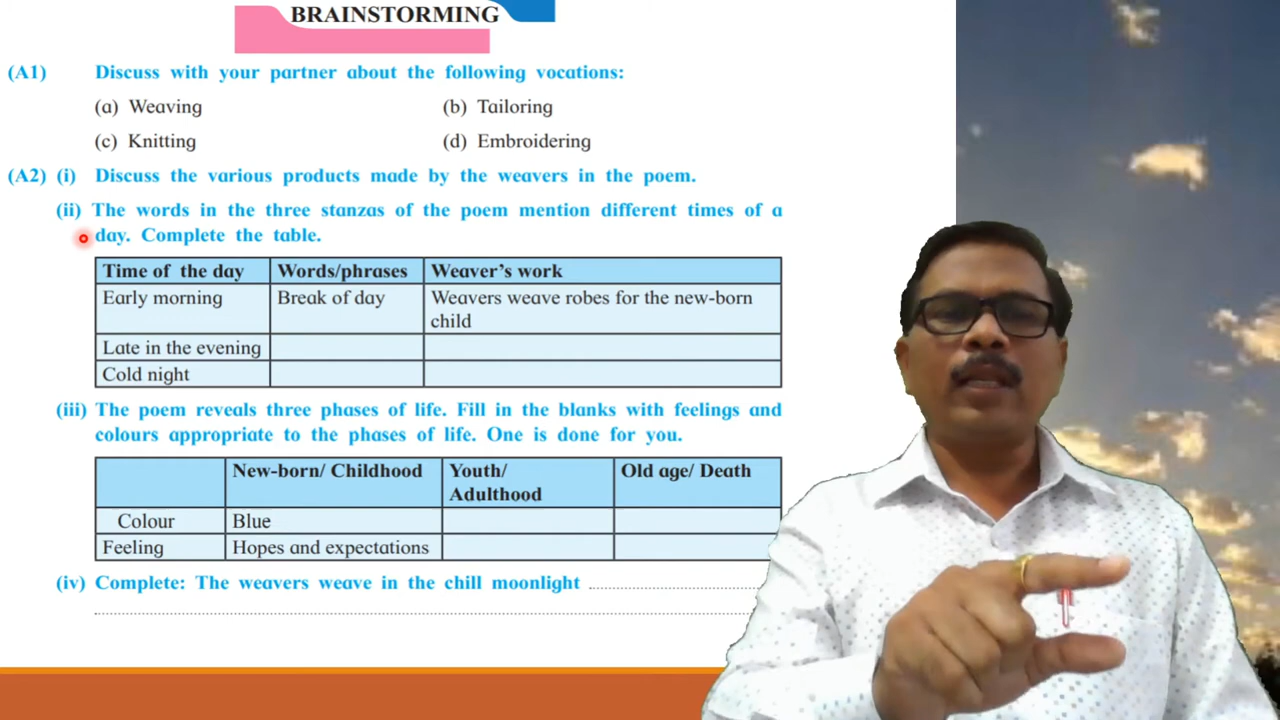 BRAINSTORMING
(A1) Discuss with your partner about the following vocations:
(a) Weaving (b) Tailoring
(c) Knitting (d) Embroidering
(A2) (i) Discuss the various products made by the weavers in the poem.
(ii) The words in the three stanzas of the poem mention different times of a
day. Complete the table.
Time of the day Words/phrases Weaver's work
Early morning Break of day Weavers weave robes for the new-born
child
Late in the evening
Cold night
(iii) The poem reveals three phases of life. Fill in the blanks with feelings and
colours appropriate to the phases of life. One is done for you.
New-born/ Childhood Youth/ Old age/ Death
Adulthood
Colour Blue
Feeling Hopes and expectations
(iv) Complete: The weavers weave in the chill moonlight